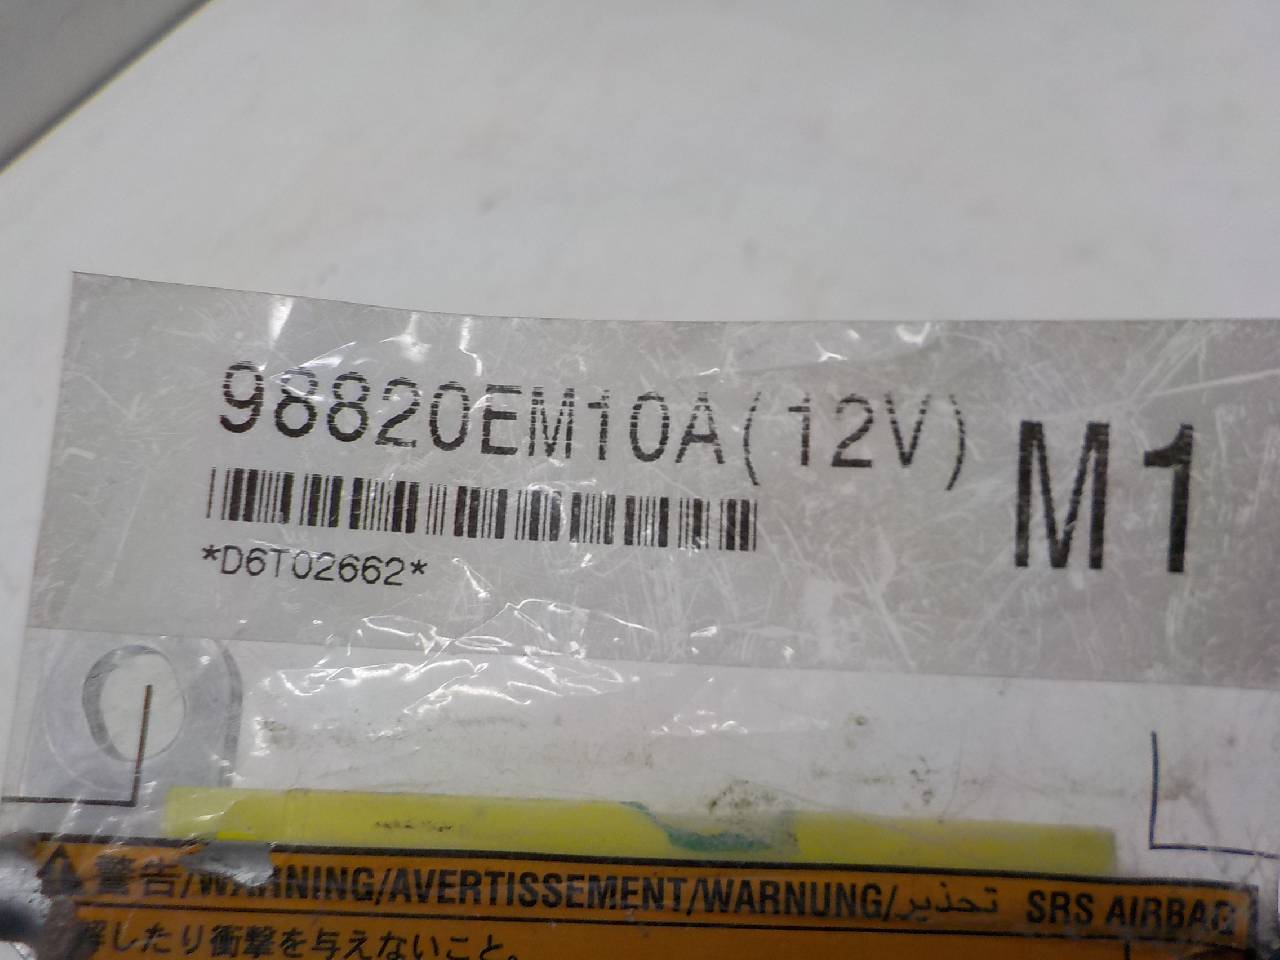 98820EM10A(12V) M1
*D6T02662*
警告/WARNING/AVERTISSEMENT/WARNUNG/تحذير SRS AIRBAG
解したり衝撃を与えないこと。